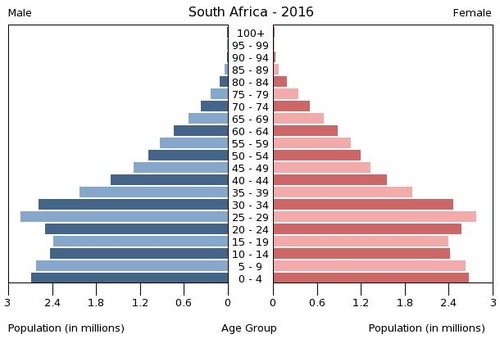 Male South Africa - 2016 Female
100+
95 - 99
90 - 94
85 - 89
80 - 84
75 - 79
70 - 74
65 - 69
60 - 64
55 - 59
50 - 54
45 - 49
40 - 44
35 - 39
30 - 34
25 - 29
20 - 24
15 - 19
10 - 14
5 - 9
0 - 4
3 2.4 1.8 1.2 0.6 0 0 0.6 1.2 1.8 2.4 3
Population (in millions) Age Group Population (in millions)